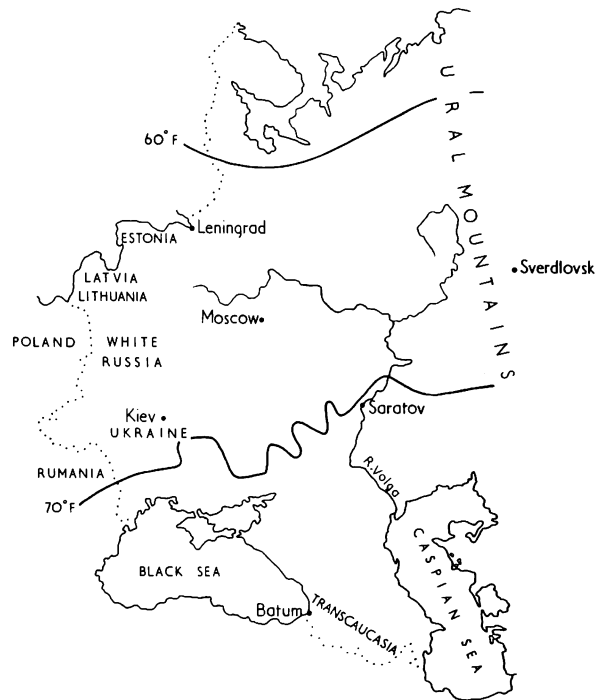 60°F
URAL MOUNTAINS
Leningrad
ESTONIA
LATVIA
LITHUANIA
Sverdlovsk
Moscow
POLAND
WHITE
RUSSIA
Kiev
UKRAINE
Saratov
R.Volga
RUMANIA
70°F
CASPIAN SEA
BLACK SEA
Batum
TRANSCAUCASIA